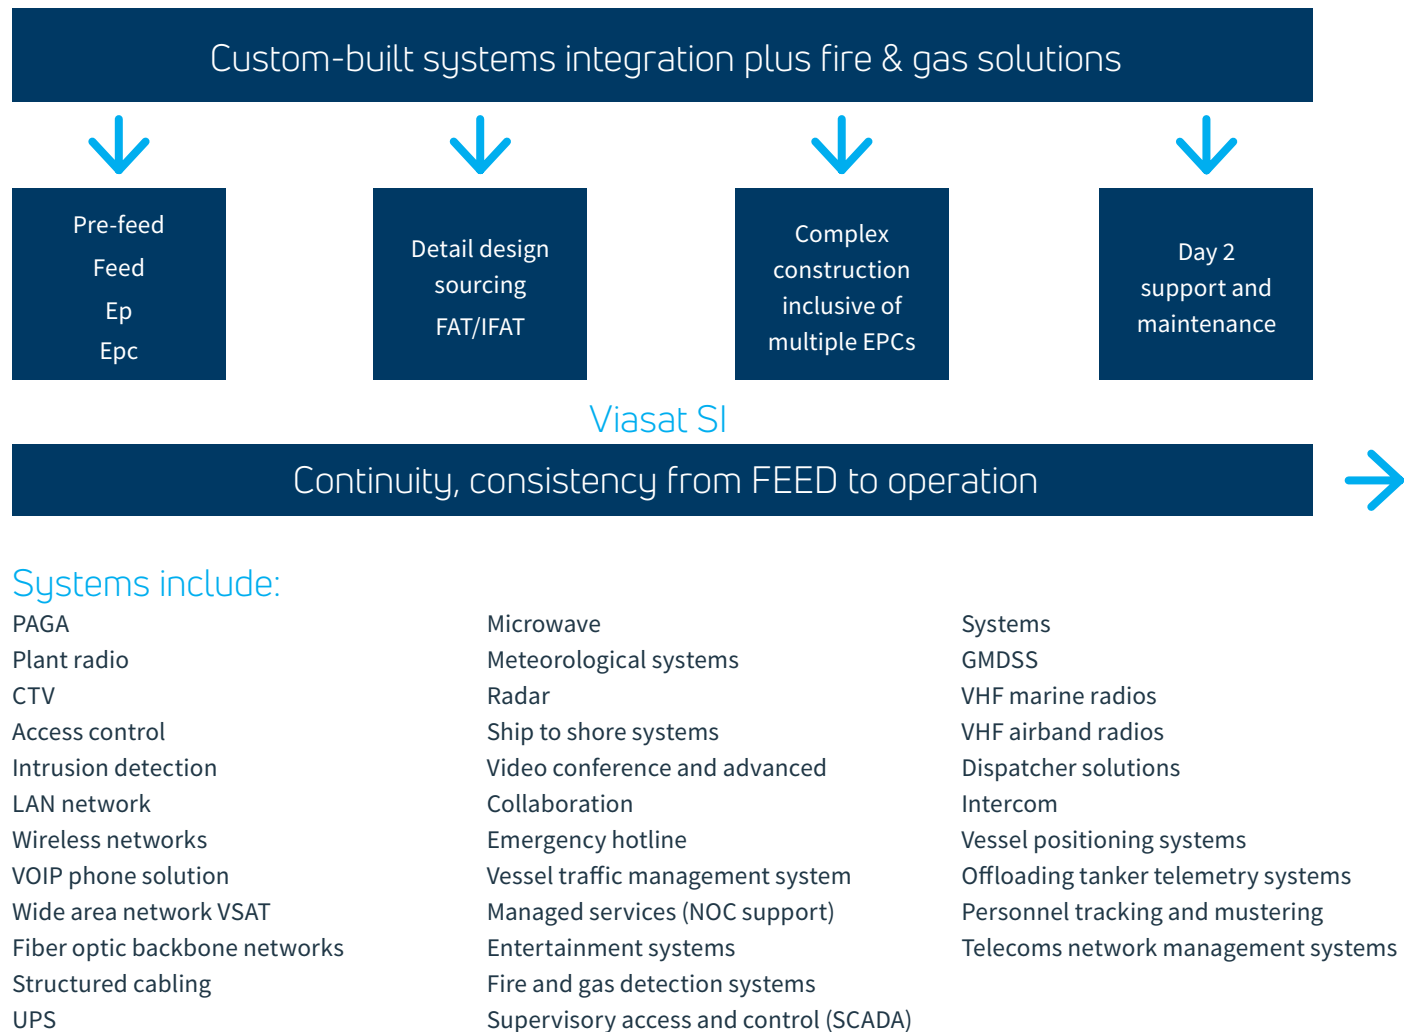 Custom-built systems integration plus fire & gas solutions
Pre-feed
Feed
Ep
Epc
Detail design
sourcing
FAT/IFAT
Complex
construction
inclusive of
multiple EPCs
Day 2
support and
maintenance
Viasat SI
Continuity, consistency from FEED to operation
Systems include:
PAGA
Plant radio
CTV
Access control
Intrusion detection
LAN network
Wireless networks
VOIP phone solution
Wide area network VSAT
Fiber optic backbone networks
Structured cabling
UPS
Microwave
Meteorological systems
Radar
Ship to shore systems
Video conference and advanced
Collaboration
Emergency hotline
Vessel traffic management system
Managed services (NOC support)
Entertainment systems
Fire and gas detection systems
Supervisory access and control (SCADA)
Systems
GMDSS
VHF marine radios
VHF airband radios
Dispatcher solutions
Intercom
Vessel positioning systems
Offloading tanker telemetry systems
Personnel tracking and mustering
Telecoms network management systems